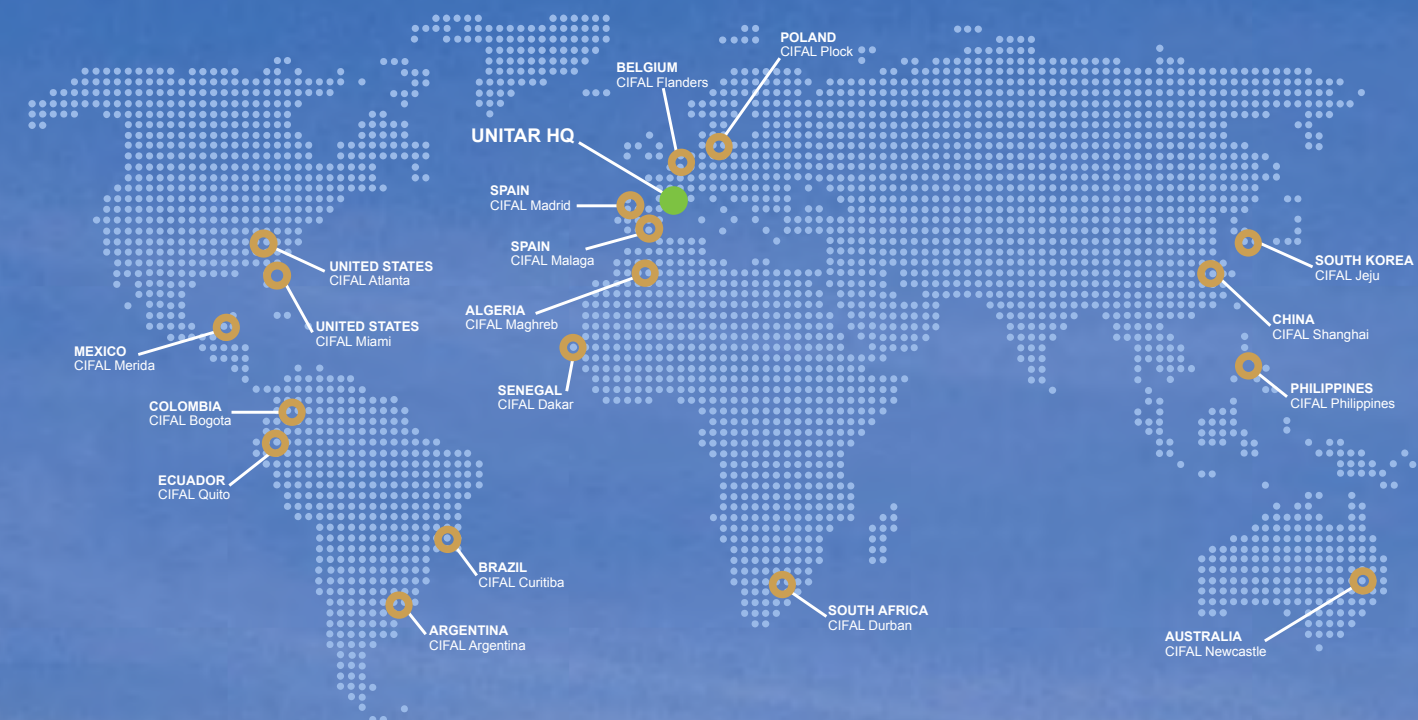 POLAND
CIFAL Plock
BELGIUM
CIFAL Flanders
UNITAR HQ
SPAIN
CIFAL Madrid
SPAIN
CIFAL Malaga
UNITED STATES
CIFAL Atlanta
SOUTH KOREA
CIFAL Jeju
ALGERIA
CIFAL Maghreb
UNITED STATES
CIFAL Miami
CHINA
CIFAL Shanghai
MEXICO
CIFAL Merida
SENEGAL
CIFAL Dakar
PHILIPPINES
CIFAL Philippines
COLOMBIA
CIFAL Bogota
ECUADOR
CIFAL Quito
BRAZIL
CIFAL Curitiba
SOUTH AFRICA
CIFAL Durban
ARGENTINA
CIFAL Argentina
AUSTRALIA
CIFAL Newcastle